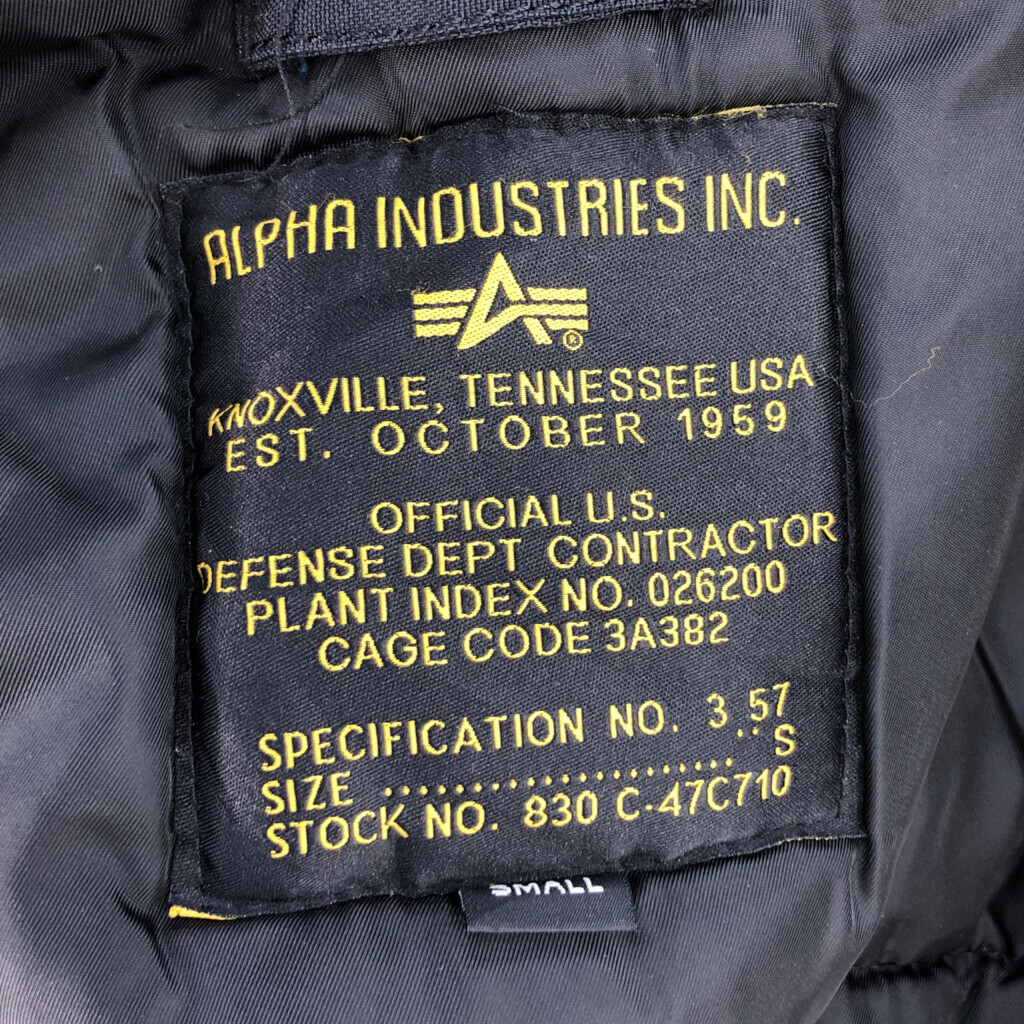 ALPHA INDUSTRIES INC.
A®
KNOXVILLE, TENNESSEE USA
EST. OCTOBER 1959
OFFICIAL U.S.
DEFENSE DEPT CONTRACTOR
PLANT INDEX NO. 026200
CAGE CODE 3A382
SPECIFICATION NO. 3.57
SIZE ........................ S
STOCK NO. 830 C-47C710
SMALL